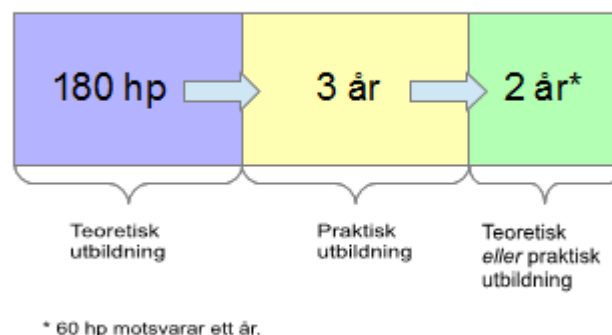 180 hp
3 år
2 år*
Teoretisk
utbildning
Praktisk
utbildning
Teoretisk
eller praktisk
utbildning
* 60 hp motsvarar ett år.